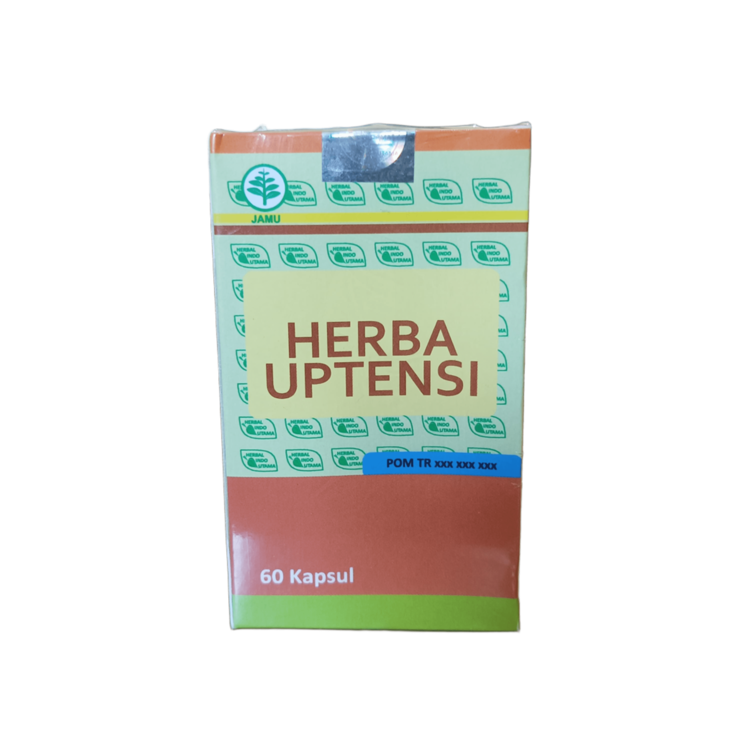 JAMU
HERBAL INDO UTAMA
HERBA
UPTENSI
POM TR xxx xxx xxx
60 Kapsul